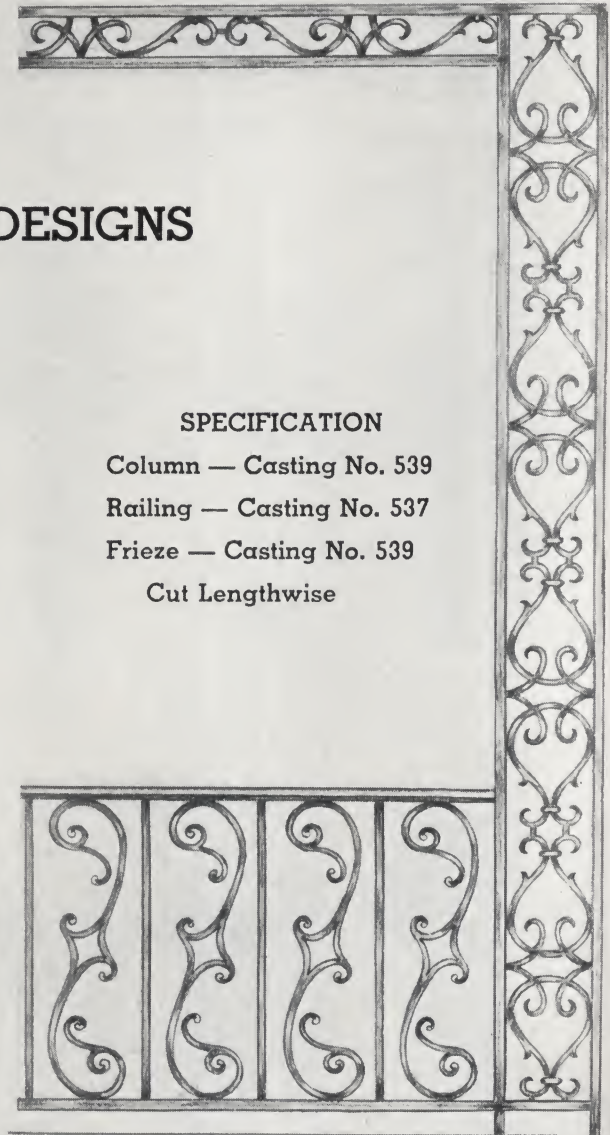 DESIGNS
SPECIFICATION
Column — Casting No. 539
Railing — Casting No. 537
Frieze — Casting No. 539
Cut Lengthwise